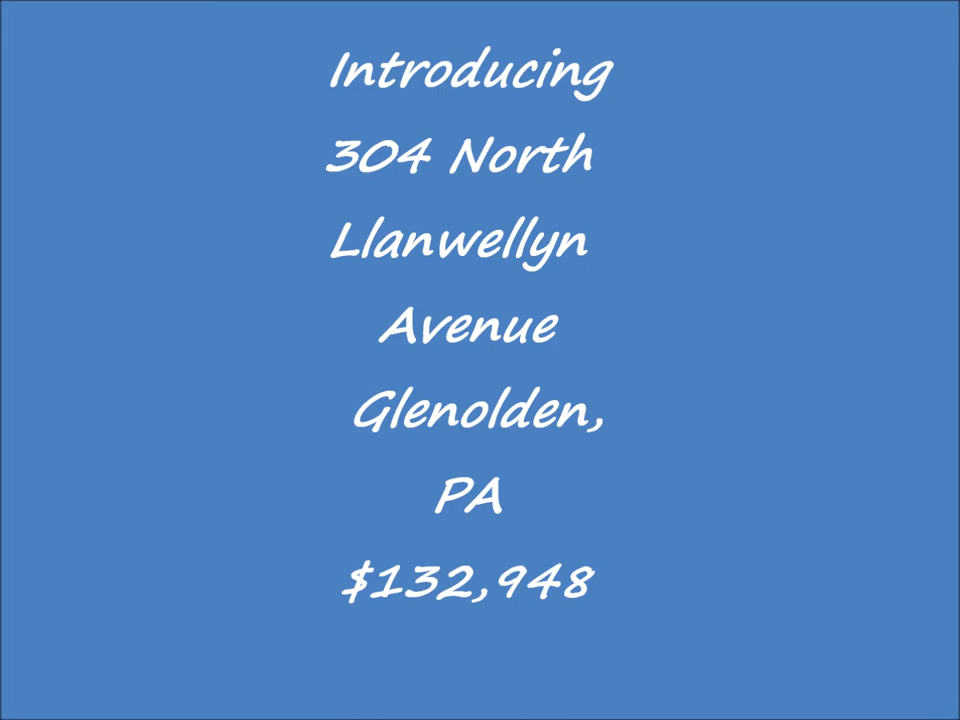 Introducing
304 North
Llanwellyn
Avenue
Glenolden,
PA
$132,948